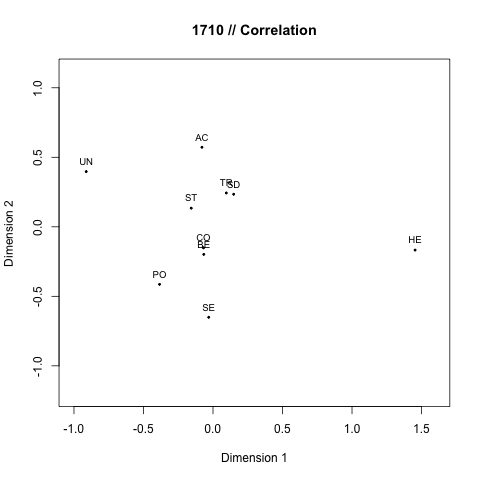 1710 // Correlation
Dimension 2
1.0
0.5
0.0
-0.5
-1.0
AC
UN
TR
SD
ST
CO
BE
HE
PO
SE
-1.0 -0.5 0.0 0.5 1.0 1.5
Dimension 1